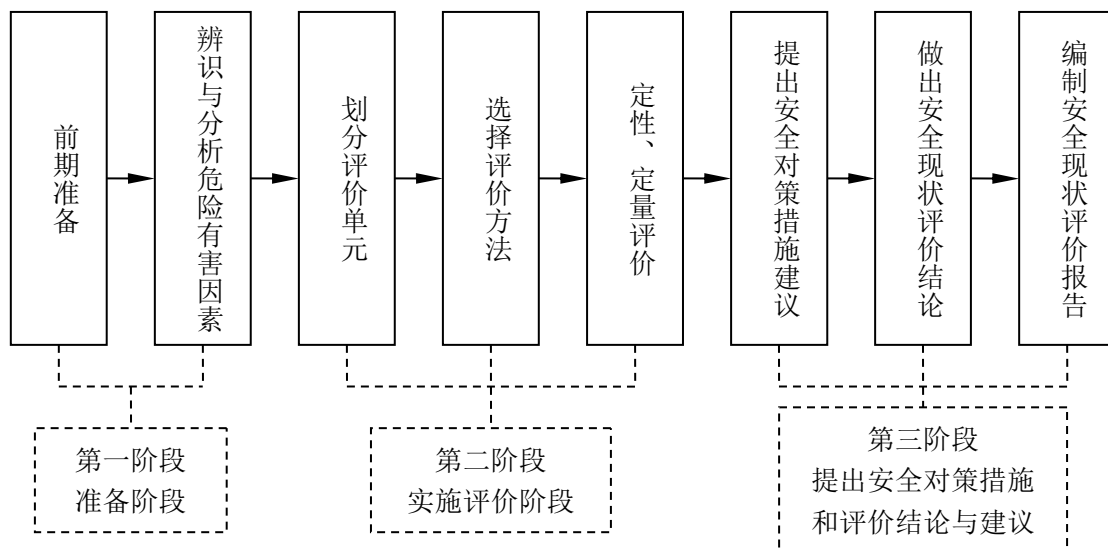 前期准备
辨识与分析危险有害因素
划分评价单元
选择评价方法
定性、定量评价
提出安全对策措施建议
做出安全现状评价结论
编制安全现状评价报告
第一阶段
准备阶段
第二阶段
实施评价阶段
第三阶段
提出安全对策措施
和评价结论与建议